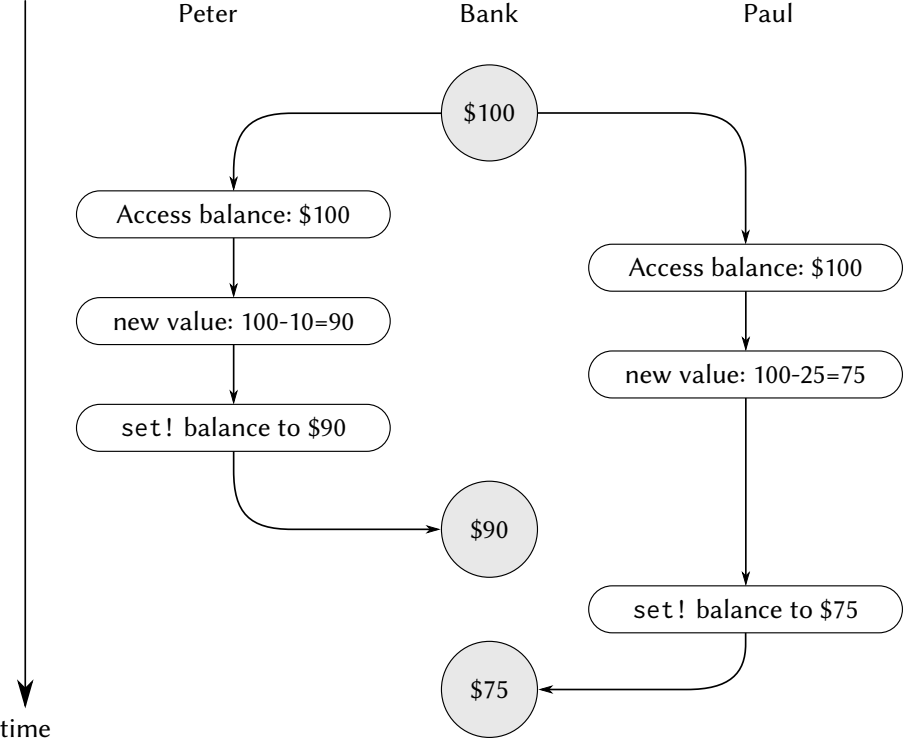 Peter Bank Paul
$100
Access balance: $100
Access balance: $100
new value: 100-10=90
new value: 100-25=75
set! balance to $90
$90
set! balance to $75
$75
time